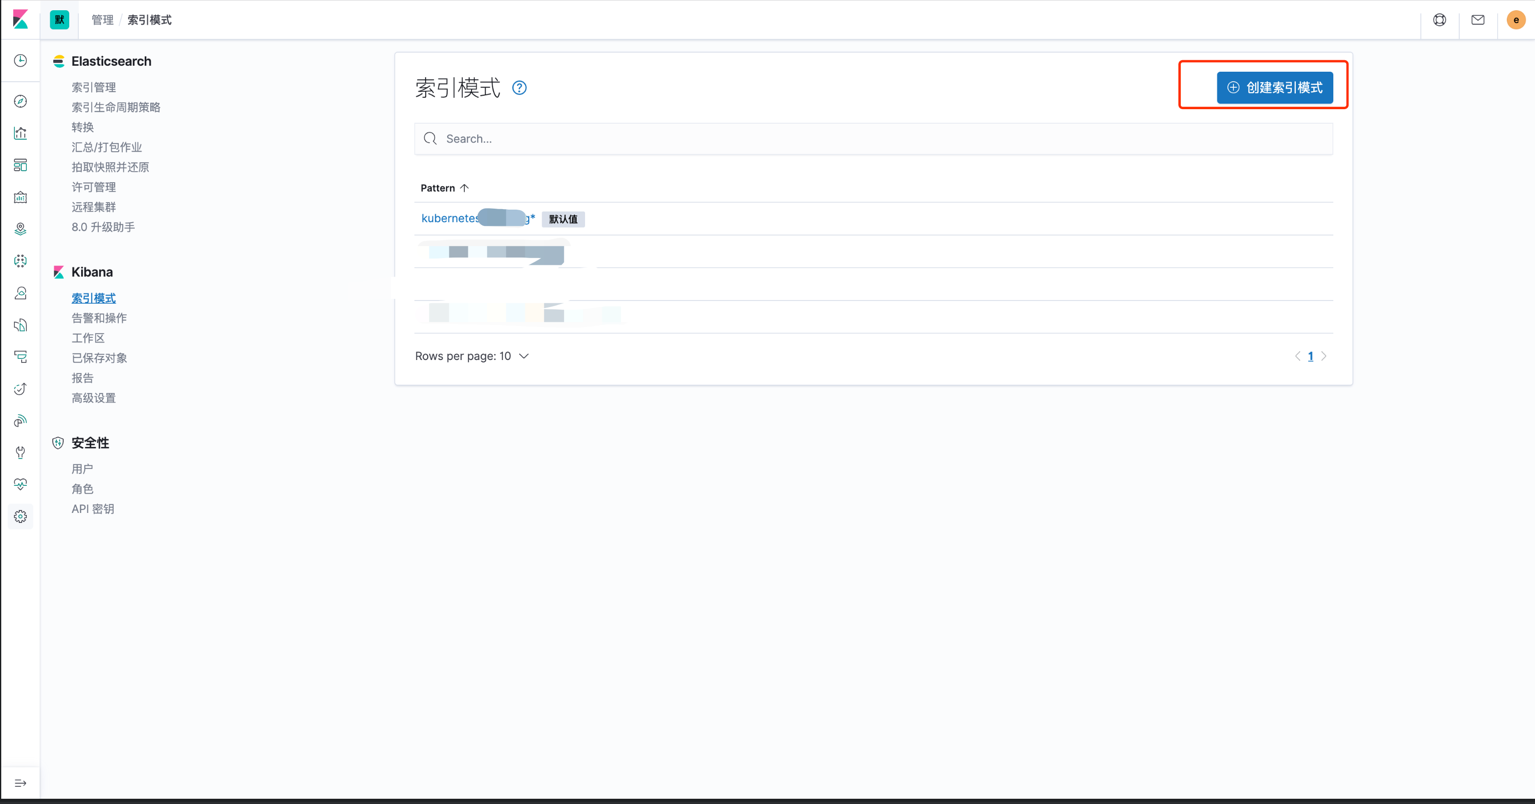 默 管理 / 索引模式 e
Elasticsearch
索引管理
索引生命周期策略
转换
汇总/打包作业
拍取快照并还原
许可管理
远程集群
8.0 升级助手
Kibana
索引模式
告警和操作
工作区
已保存对象
报告
高级设置
安全性
用户
角色
API 密钥
索引模式 ?
创建索引模式
Search...
Pattern ↑
kubernetes g* 默认值
Rows per page: 10
< 1 >